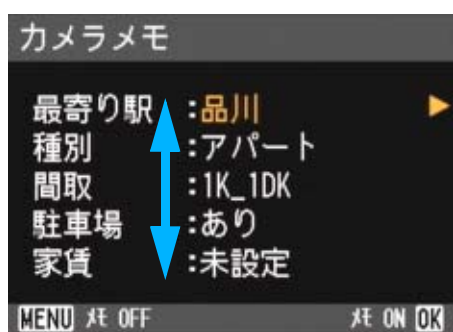 カメラメモ
最寄り駅 :品川
種別 :アパート
間取 :1K_1DK
駐車場 :あり
家賃 :未設定
MENU メモ OFF メモ ON OK